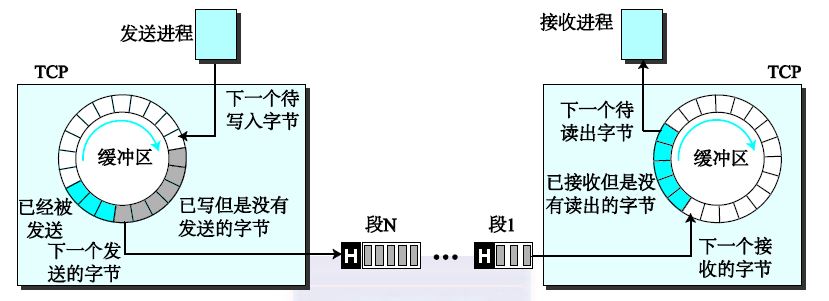 发送进程
接收进程
TCP
TCP
下一个待
写入字节
下一个待
读出字节
缓冲区
缓冲区
已经被
发送
已写但是没有
发送的字节
已接收但是没
有读出的字节
下一个发
送的字节
段N
段1
H
H
...
下一个接
收的字节